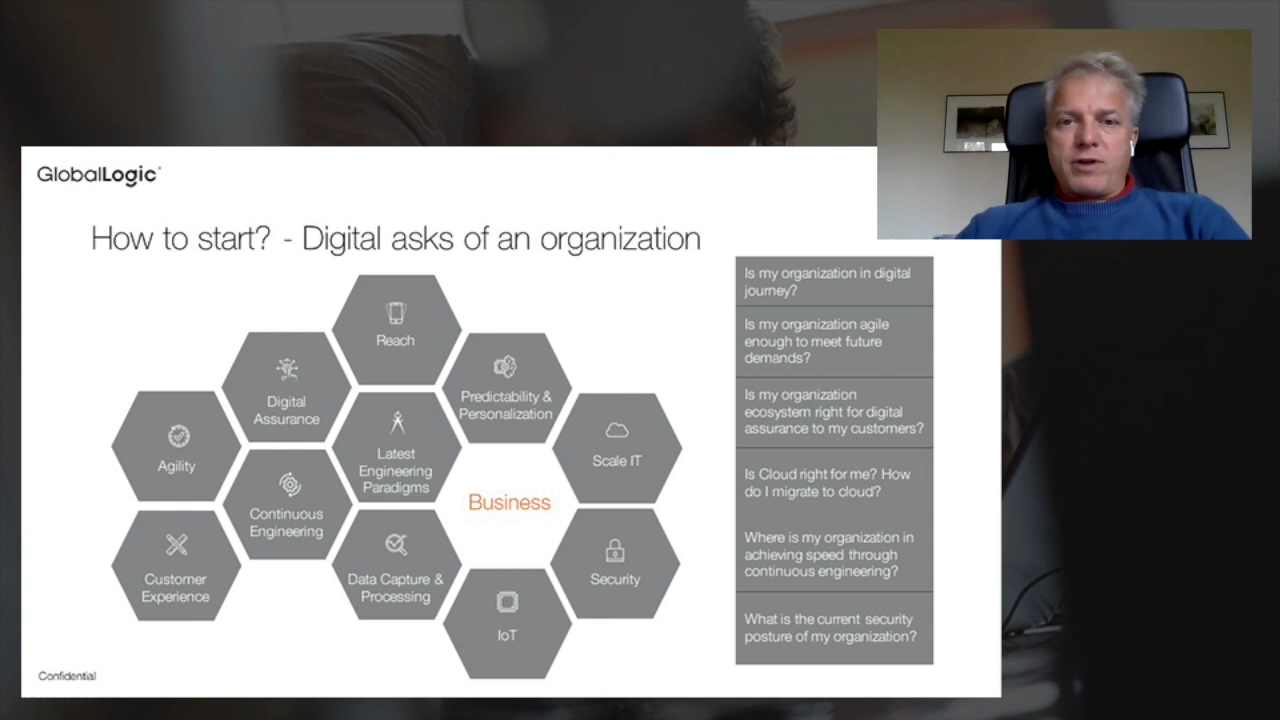 GlobalLogic
How to start? - Digital asks of an organization
Reach
Digital
Assurance
Predictability &
Personalization
Agility
Latest
Engineering
Paradigms
Scale IT
Continuous
Engineering
Business
Customer
Experience
Data Capture &
Processing
Security
IoT
Is my organization in digital
journey?
Is my organization agile
enough to meet future
demands?
Is my organization
ecosystem right for digital
assurance to my customers?
Is Cloud right for me? How
do I migrate to cloud?
Where is my organization in
achieving speed through
continuous engineering?
What is the current security
posture of my organization?
Confidential